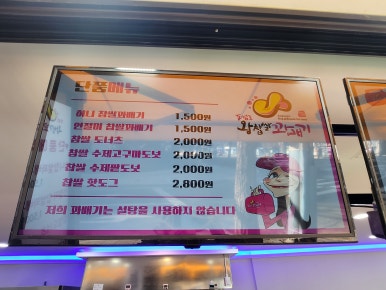 단품메뉴
허니 찹쌀꽈배기 1,500원
인절미 찹쌀꽈배기 1,500원
찹쌀 도너츠 2,000원
찹쌀 수제고구마도넛 2,000원
찹쌀 수제팥도넛 2,000원
찹쌀 핫도그 2,800원
꽈배기
저희 꽈배기는 설탕을 사용하지 않습니다